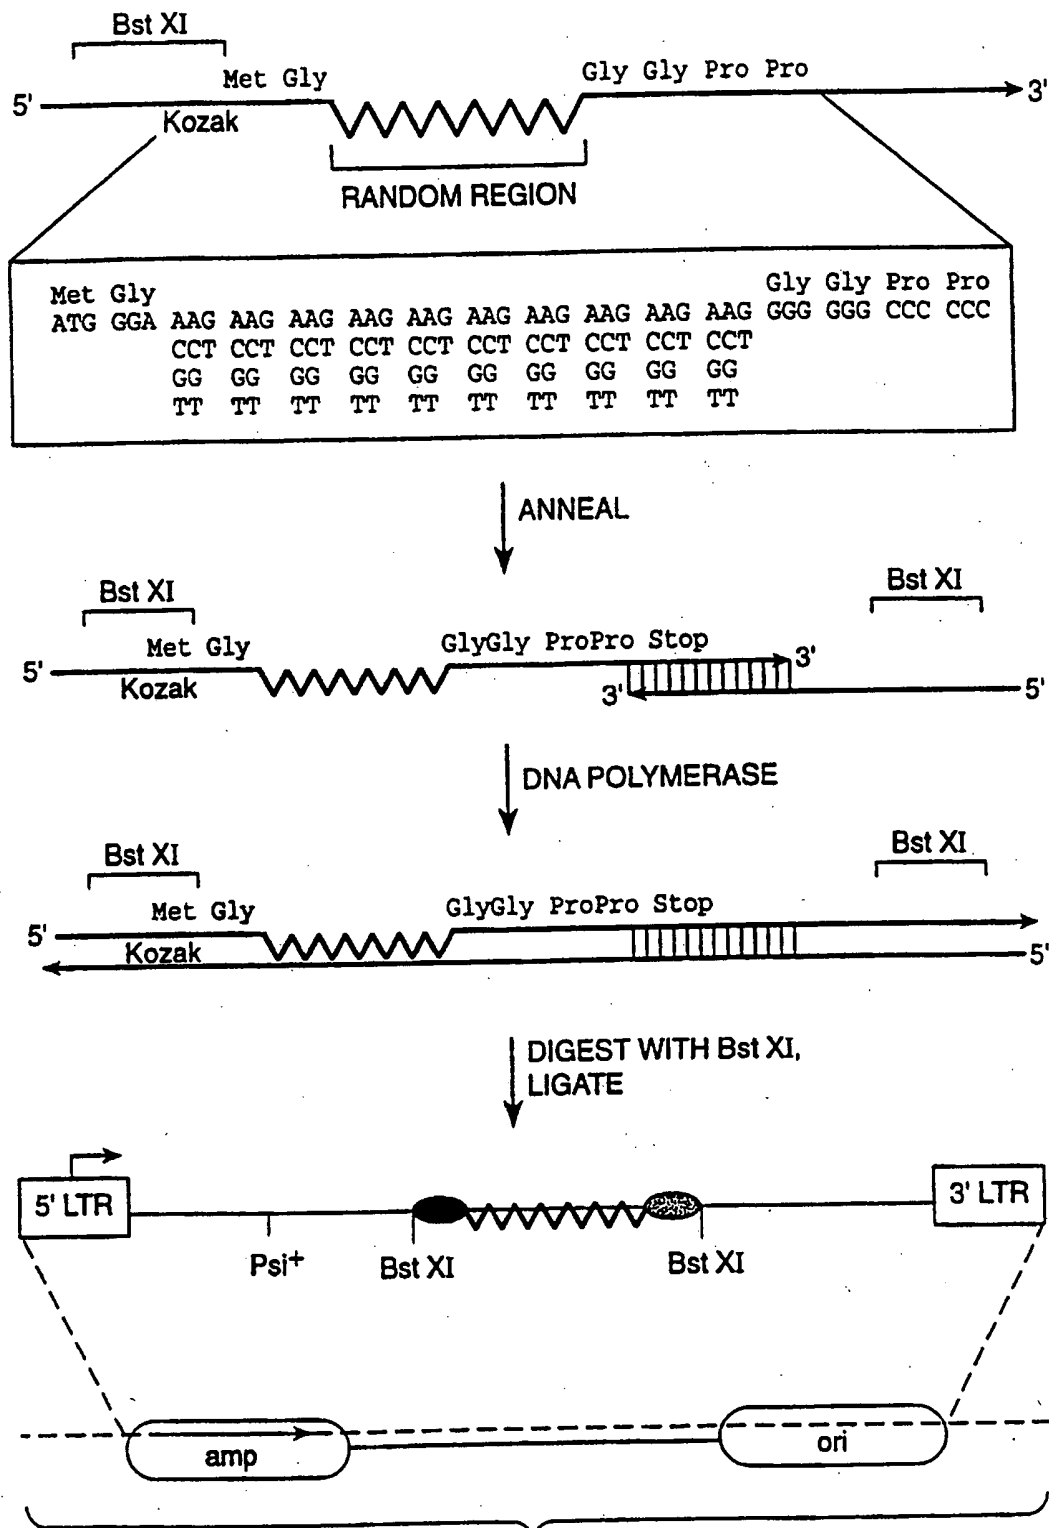 Bst XI
Met Gly
Gly Gly Pro Pro
5'
3'
Kozak
RANDOM REGION
Met Gly
Gly Gly Pro Pro
ATG GGA AAG AAG AAG AAG AAG AAG AAG AAG AAG AAG GGG GGG CCC CCC
CCT CCT CCT CCT CCT CCT CCT CCT CCT CCT
GG GG GG GG GG GG GG GG GG GG
TT TT TT TT TT TT TT TT TT TT
ANNEAL
Bst XI
Bst XI
Met Gly
GlyGly ProPro Stop
5'
3'
Kozak
3'
5'
DNA POLYMERASE
Bst XI
Bst XI
Met Gly
GlyGly ProPro Stop
5'
Kozak
5'
DIGEST WITH Bst XI,
LIGATE
5' LTR
3' LTR
Psi+
Bst XI
Bst XI
amp
ori